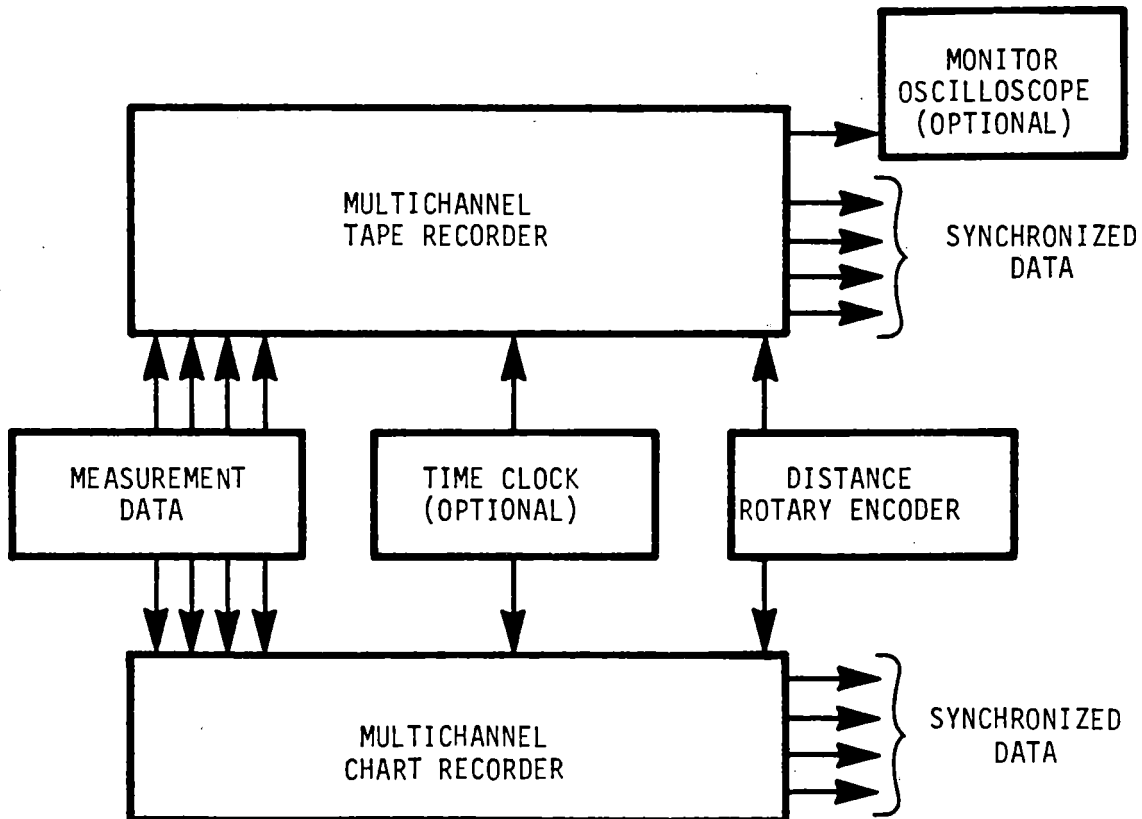 MONITOR
OSCILLOSCOPE
(OPTIONAL)
MULTICHANNEL
TAPE RECORDER
SYNCHRONIZED
DATA
MEASUREMENT
DATA
TIME CLOCK
(OPTIONAL)
DISTANCE
ROTARY ENCODER
MULTICHANNEL
CHART RECORDER
SYNCHRONIZED
DATA